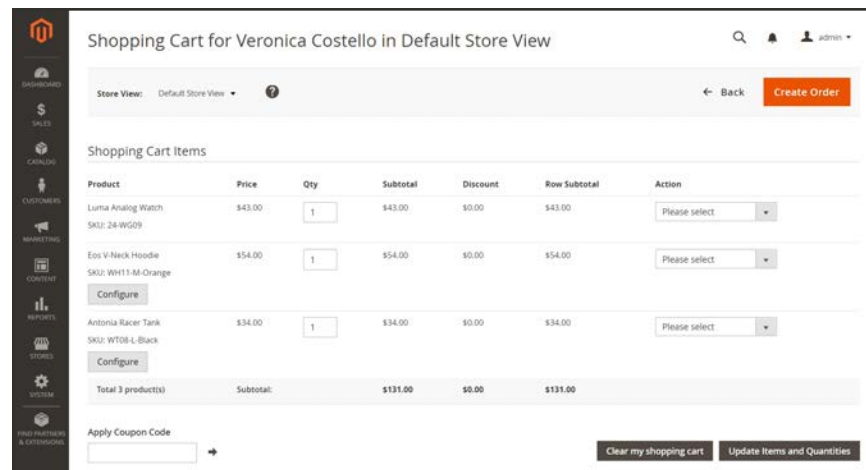 Shopping Cart for Veronica Costello in Default Store View
admin
DASHBOARD
SALES
CATALOG
CUSTOMERS
MARKETING
CONTENT
REPORTS
STORES
SYSTEM
FIND PARTNERS
& EXTENSIONS
Store View: Default Store View ?
← Back Create Order
Shopping Cart Items
Product Price Qty Subtotal Discount Row Subtotal Action
Luma Analog Watch $43.00 1 $43.00 $0.00 $43.00 Please select
SKU: 24-WG09
Eos V-Neck Hoodie $54.00 1 $54.00 $0.00 $54.00 Please select
SKU: WH11-M-Orange
Configure
Antonia Racer Tank $34.00 1 $34.00 $0.00 $34.00 Please select
SKU: WT08-L-Black
Configure
Total 3 product(s) Subtotal: $131.00 $0.00 $131.00
Apply Coupon Code
Clear my shopping cart Update Items and Quantities